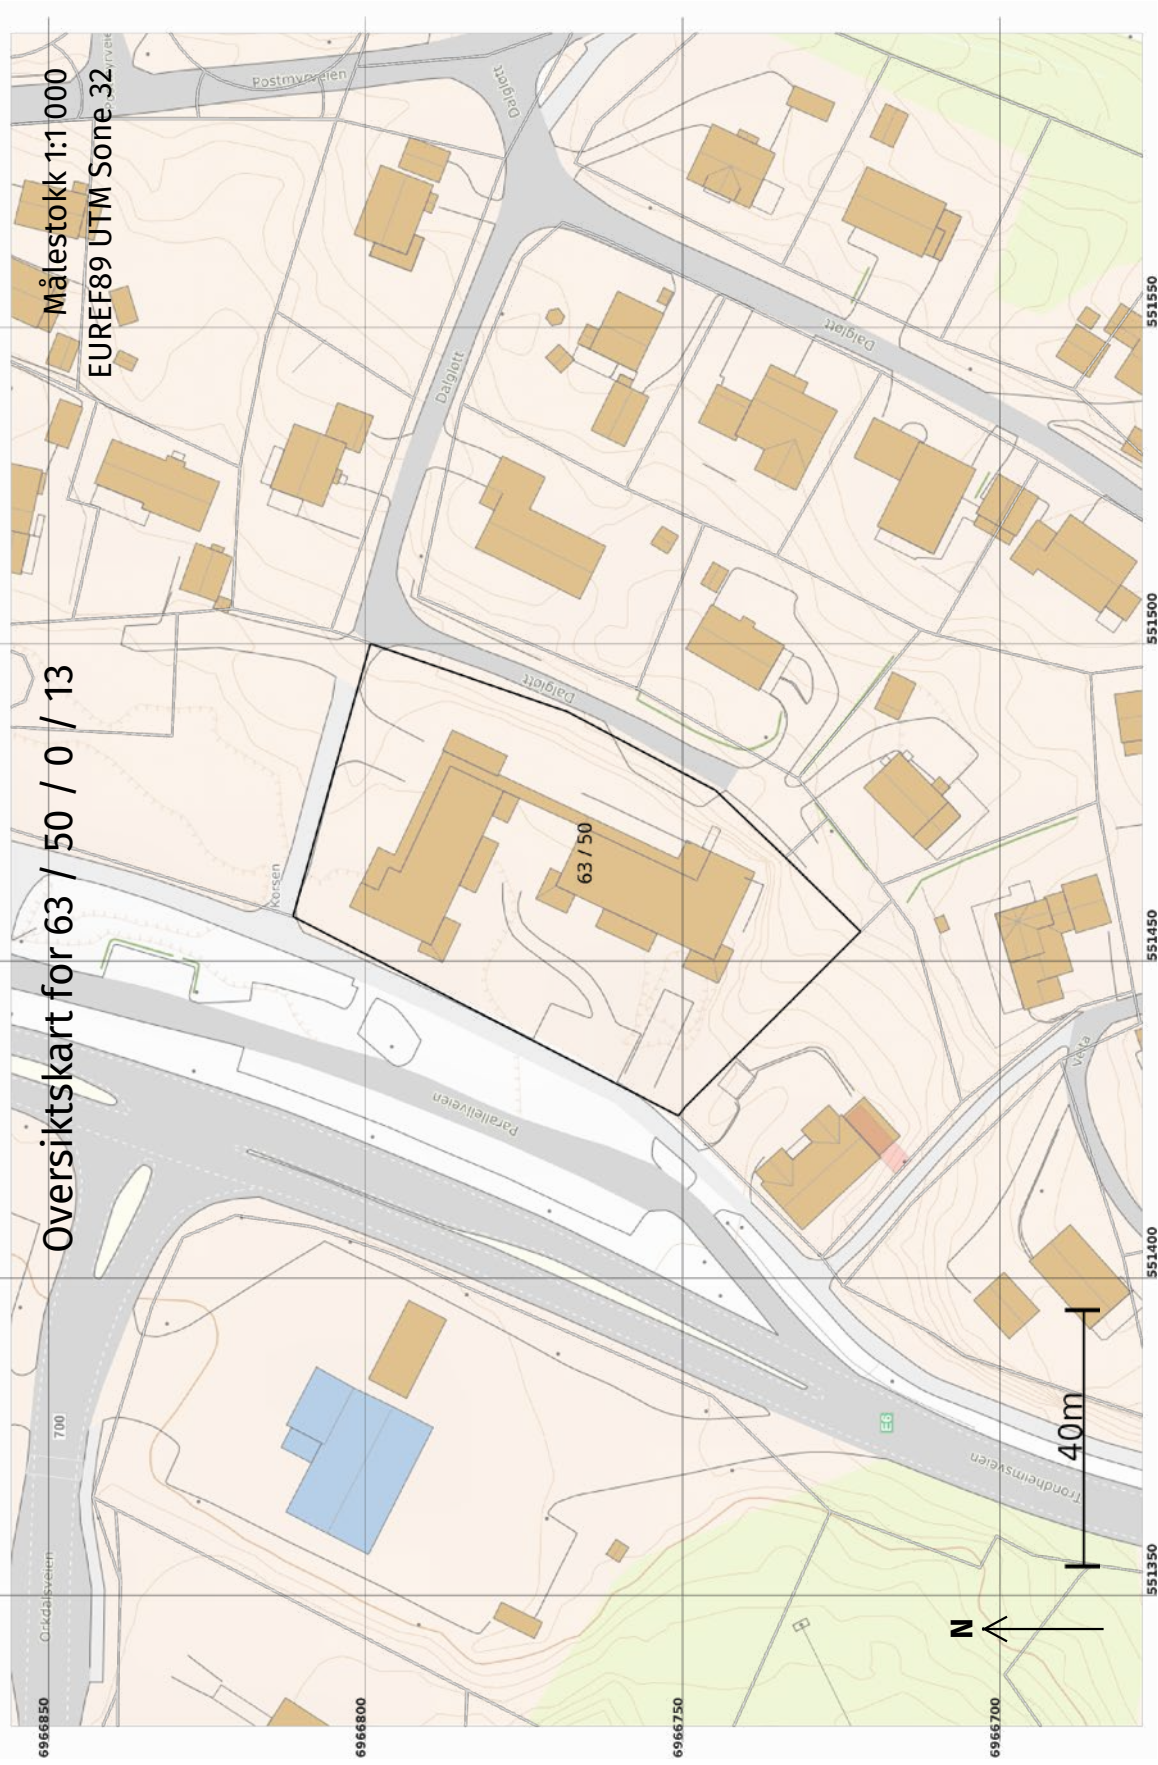 Oversiktskart for 63 / 50 / 0 / 13
Målestokk 1:1 000
EUREF89 UTM Sone 32
Postmyrveien
Dalgløtt
Dalgløtt
Dalgløtt
Dalgløtt
Korsen
63 / 50
Parallellveien
Veita
700
Orkdalsveien
E6
Trondheimsveien
40m
N
6966850
6966800
6966750
6966700
551350
551400
551450
551500
551550